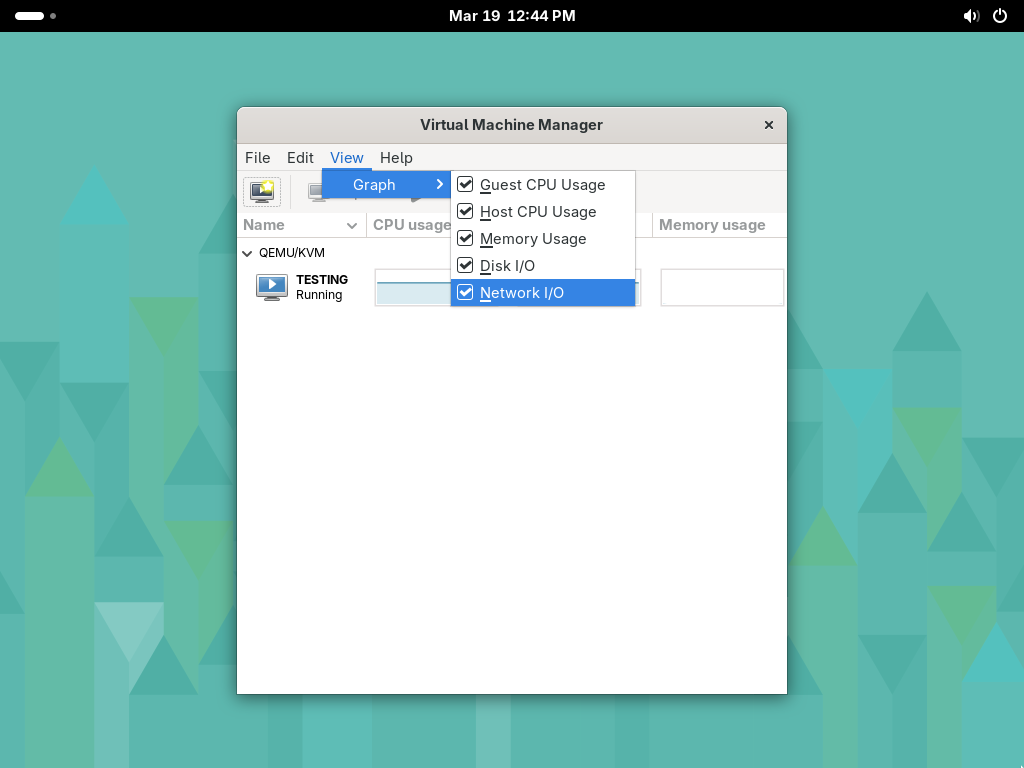 Mar 19 12:44 PM
Virtual Machine Manager
File Edit View Help
Graph
Guest CPU Usage
Host CPU Usage
Memory Usage
Disk I/O
Network I/O
Name CPU usage Memory usage
QEMU/KVM
TESTING
Running